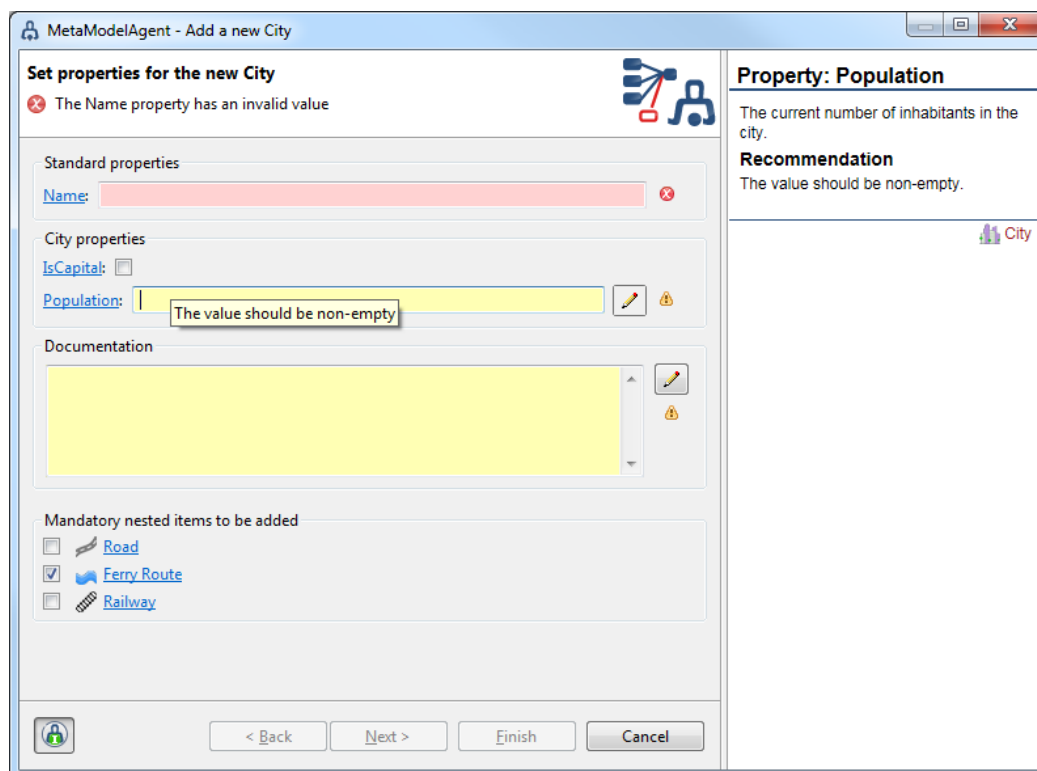 MetaModelAgent - Add a new City
Set properties for the new City
The Name property has an invalid value
Standard properties
Name:
City properties
IsCapital:
Population:
The value should be non-empty
Documentation
Mandatory nested items to be added
Road
Ferry Route
Railway
< Back
Next >
Finish
Cancel
Property: Population
The current number of inhabitants in the
city.
Recommendation
The value should be non-empty.
City